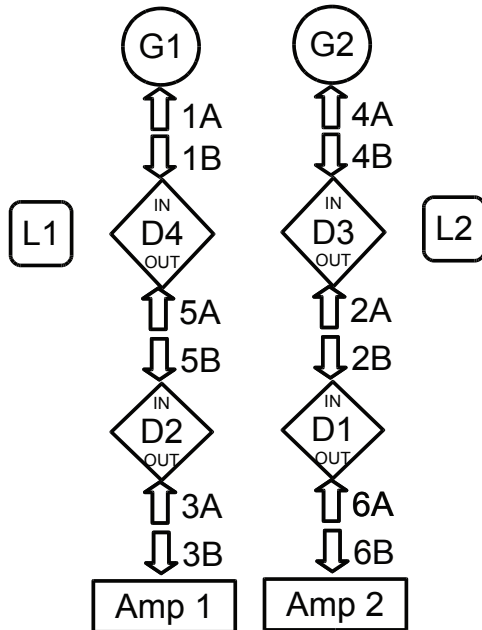 G1 G2
1A 4A
1B 4B
IN IN
L1 D4 D3 L2
OUT OUT
5A 2A
5B 2B
IN IN
D2 D1
OUT OUT
3A 6A
3B 6B
Amp 1 Amp 2